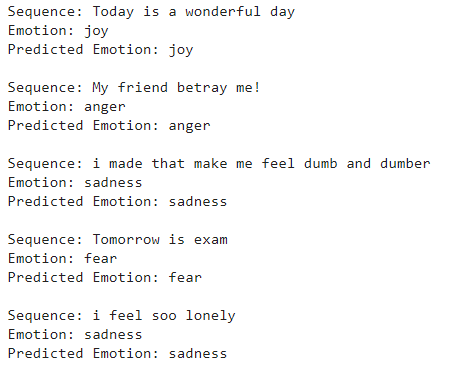 Sequence: Today is a wonderful day
Emotion: joy
Predicted Emotion: joy
Sequence: My friend betray me!
Emotion: anger
Predicted Emotion: anger
Sequence: i made that make me feel dumb and dumber
Emotion: sadness
Predicted Emotion: sadness
Sequence: Tomorrow is exam
Emotion: fear
Predicted Emotion: fear
Sequence: i feel soo lonely
Emotion: sadness
Predicted Emotion: sadness